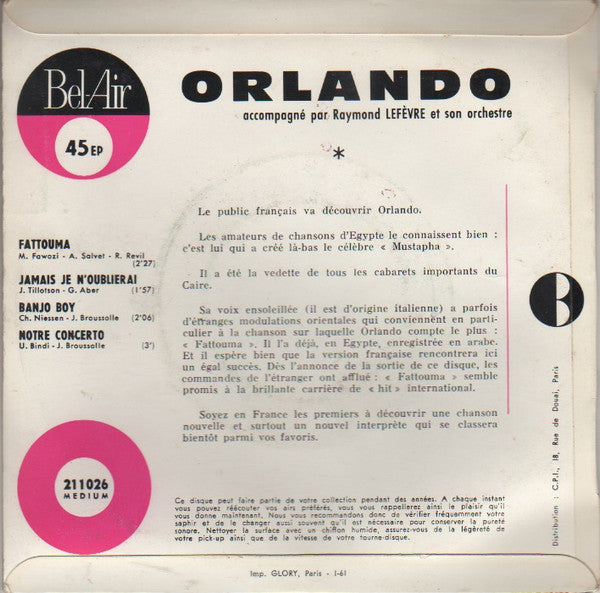 Bel-Air
45 EP
ORLANDO
accompagné par Raymond LEFÈVRE et son orchestre
*
FATTOUMA
M. Fawozi - A. Salvet - R. Revil
(2'27)
JAMAIS JE N'OUBLIERAI
J. Tillotson - G. Aber (1'57)
BANJO BOY
Ch. Niessen - J. Broussolle (2'06)
NOTRE CONCERTO
U. Bindi - J. Broussolle (3')
Le public français va découvrir Orlando.
Les amateurs de chansons d'Egypte le connaissent bien :
c'est lui qui a créé là-bas le célèbre « Mustapha ».
Il a été la vedette de tous les cabarets importants du
Caire.
Sa voix ensoleillée (il est d'origine italienne) a parfois
d'étranges modulations orientales qui conviennent en parti-
culier à la chanson sur laquelle Orlando compte le plus :
« Fattouma ». Il l'a déjà, en Egypte, enregistrée en arabe.
Et il espère bien que la version française rencontrera ici
un égal succès. Dès l'annonce de la sortie de ce disque, les
commandes de l'étranger ont afflué : « Fattouma » semble
promis à la brillante carrière de « hit » international.
Soyez en France les premiers à découvrir une chanson
nouvelle et surtout un nouvel interprète qui se classera
bientôt parmi vos favoris.
B
211026
MEDIUM
Ce disque peut faire partie de votre collection pendant des années. A chaque instant
vous pouvez réécouter vos airs préférés, vous vous rappellerez ainsi le plaisir qu'il
vous donne maintenant. Nous vous recommandons donc de vérifier fréquemment votre
saphir et de le changer aussi souvent qu'il est nécessaire pour conserver la pureté
sonore. Nettoyer la surface avec un chiffon humide, assurez-vous de la légèreté de
votre pick-up ainsi que de la vitesse de votre tourne-disque.
Distribution : C.P.I., 18, Rue de Douai, Paris
Imp. GLORY, Paris - I-61